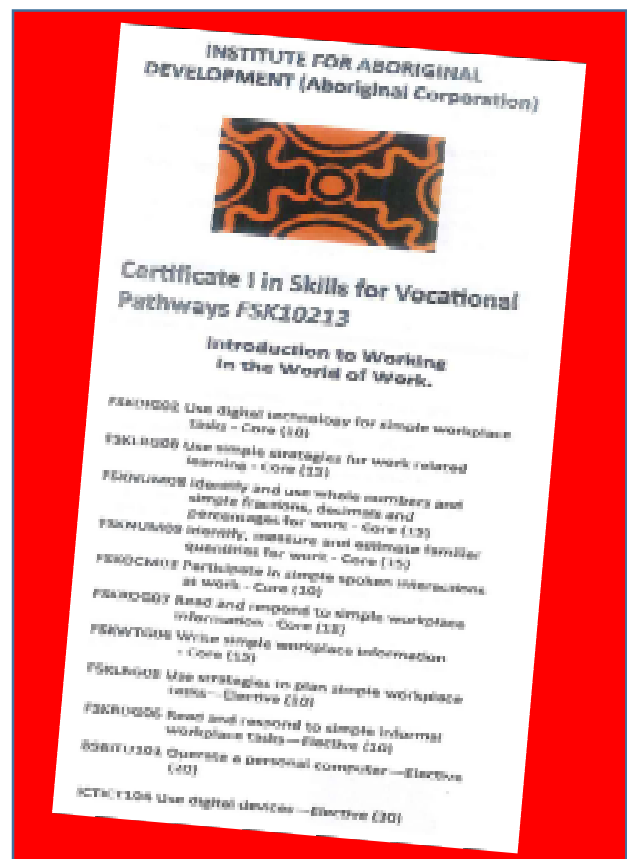 INSTITUTE FOR ABORIGINAL
DEVELOPMENT (Aboriginal Corporation)
Certificate I in Skills for Vocational
Pathways FSK10213
Introduction to Working
in the World of Work.
Use digital technology for simple workplace
Tasks - Core (10)
Use simple strategies for work related
learning - Core (15)
FSKNUM08 Identify and use whole numbers and
simple fractions, decimals and
percentages for work - Core (15)
FSKNUM09 Identify, measure and estimate familiar
quantities for work - Core (15)
FSKOCM03 Participate in simple spoken interactions
at work - Core (10)
Read and respond to simple workplace
information - Core (15)
Write simple workplace information
- Core (15)
Use strategies to plan simple workplace
tasks—Elective (10)
Read and respond to simple informal
workplace Tasks—Elective (10)
Operate a personal computer—Elective
(20)
Use digital devices—Elective (20)